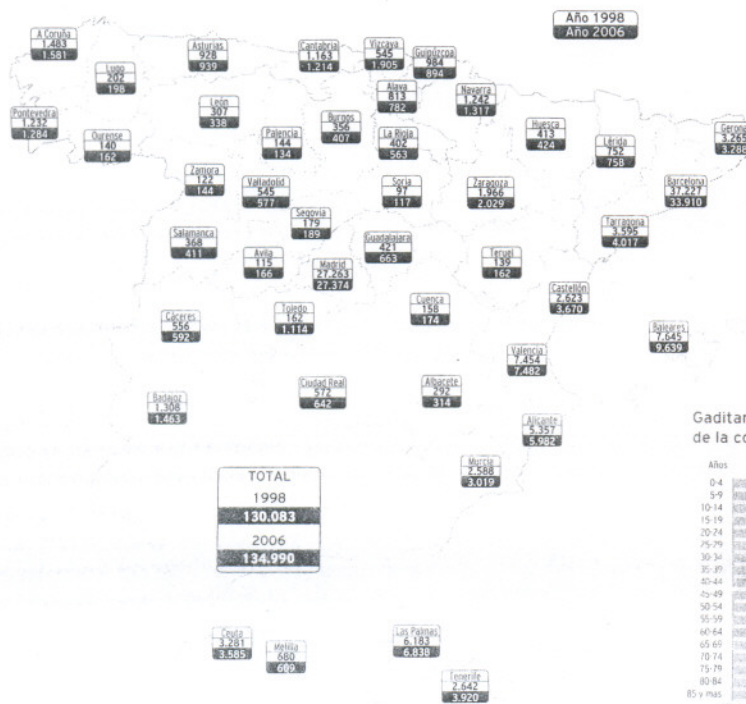 Año 1998
Año 2006
A Coruña
1.483
1.581
Lugo
202
198
Asturias
928
939
Cantabria
1.163
1.214
Vizcaya
545
1.905
Guipúzcoa
984
894
Alava
813
782
Navarra
1.242
1.317
Pontevedra
1.232
1.284
Ourense
140
162
León
307
338
Palencia
144
134
Burgos
356
407
La Rioja
402
563
Huesca
413
424
Lérida
752
758
Gerona
3.265
3.288
Zamora
122
144
Valladolid
545
577
Soria
97
117
Zaragoza
1.966
2.029
Barcelona
37.227
33.910
Segovia
179
189
Tarragona
3.595
4.017
Salamanca
368
411
Avila
115
166
Madrid
27.263
27.374
Guadalajara
421
663
Teruel
139
162
Castellón
2.623
3.670
Cáceres
556
592
Toledo
162
1.114
Cuenca
158
174
Baleares
7.645
9.639
Valencia
7.454
7.482
Badajoz
1.308
1.463
Ciudad Real
572
642
Albacete
292
314
Alicante
5.357
5.982
Murcia
2.588
3.019
TOTAL
1998
130.083
2006
134.990
Ceuta
3.281
3.585
Melilla
680
699
Las Palmas
6.183
6.838
Tenerife
2.642
3.920
de la
Años
0-4
5-9
10-14
15-19
20-24
25-29
30-34
35-39
40-44
45-49
50-54
55-59
60-64
65-69
70-74
75-79
80-84
85 y mas